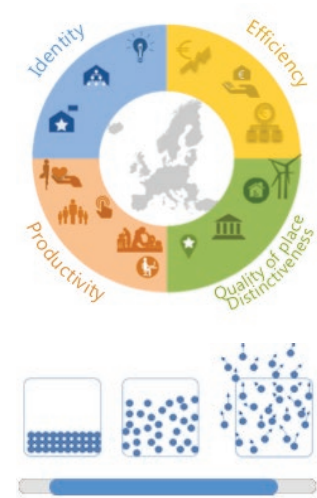 Identity
Efficiency
Productivity
Quality of place
Distinctiveness